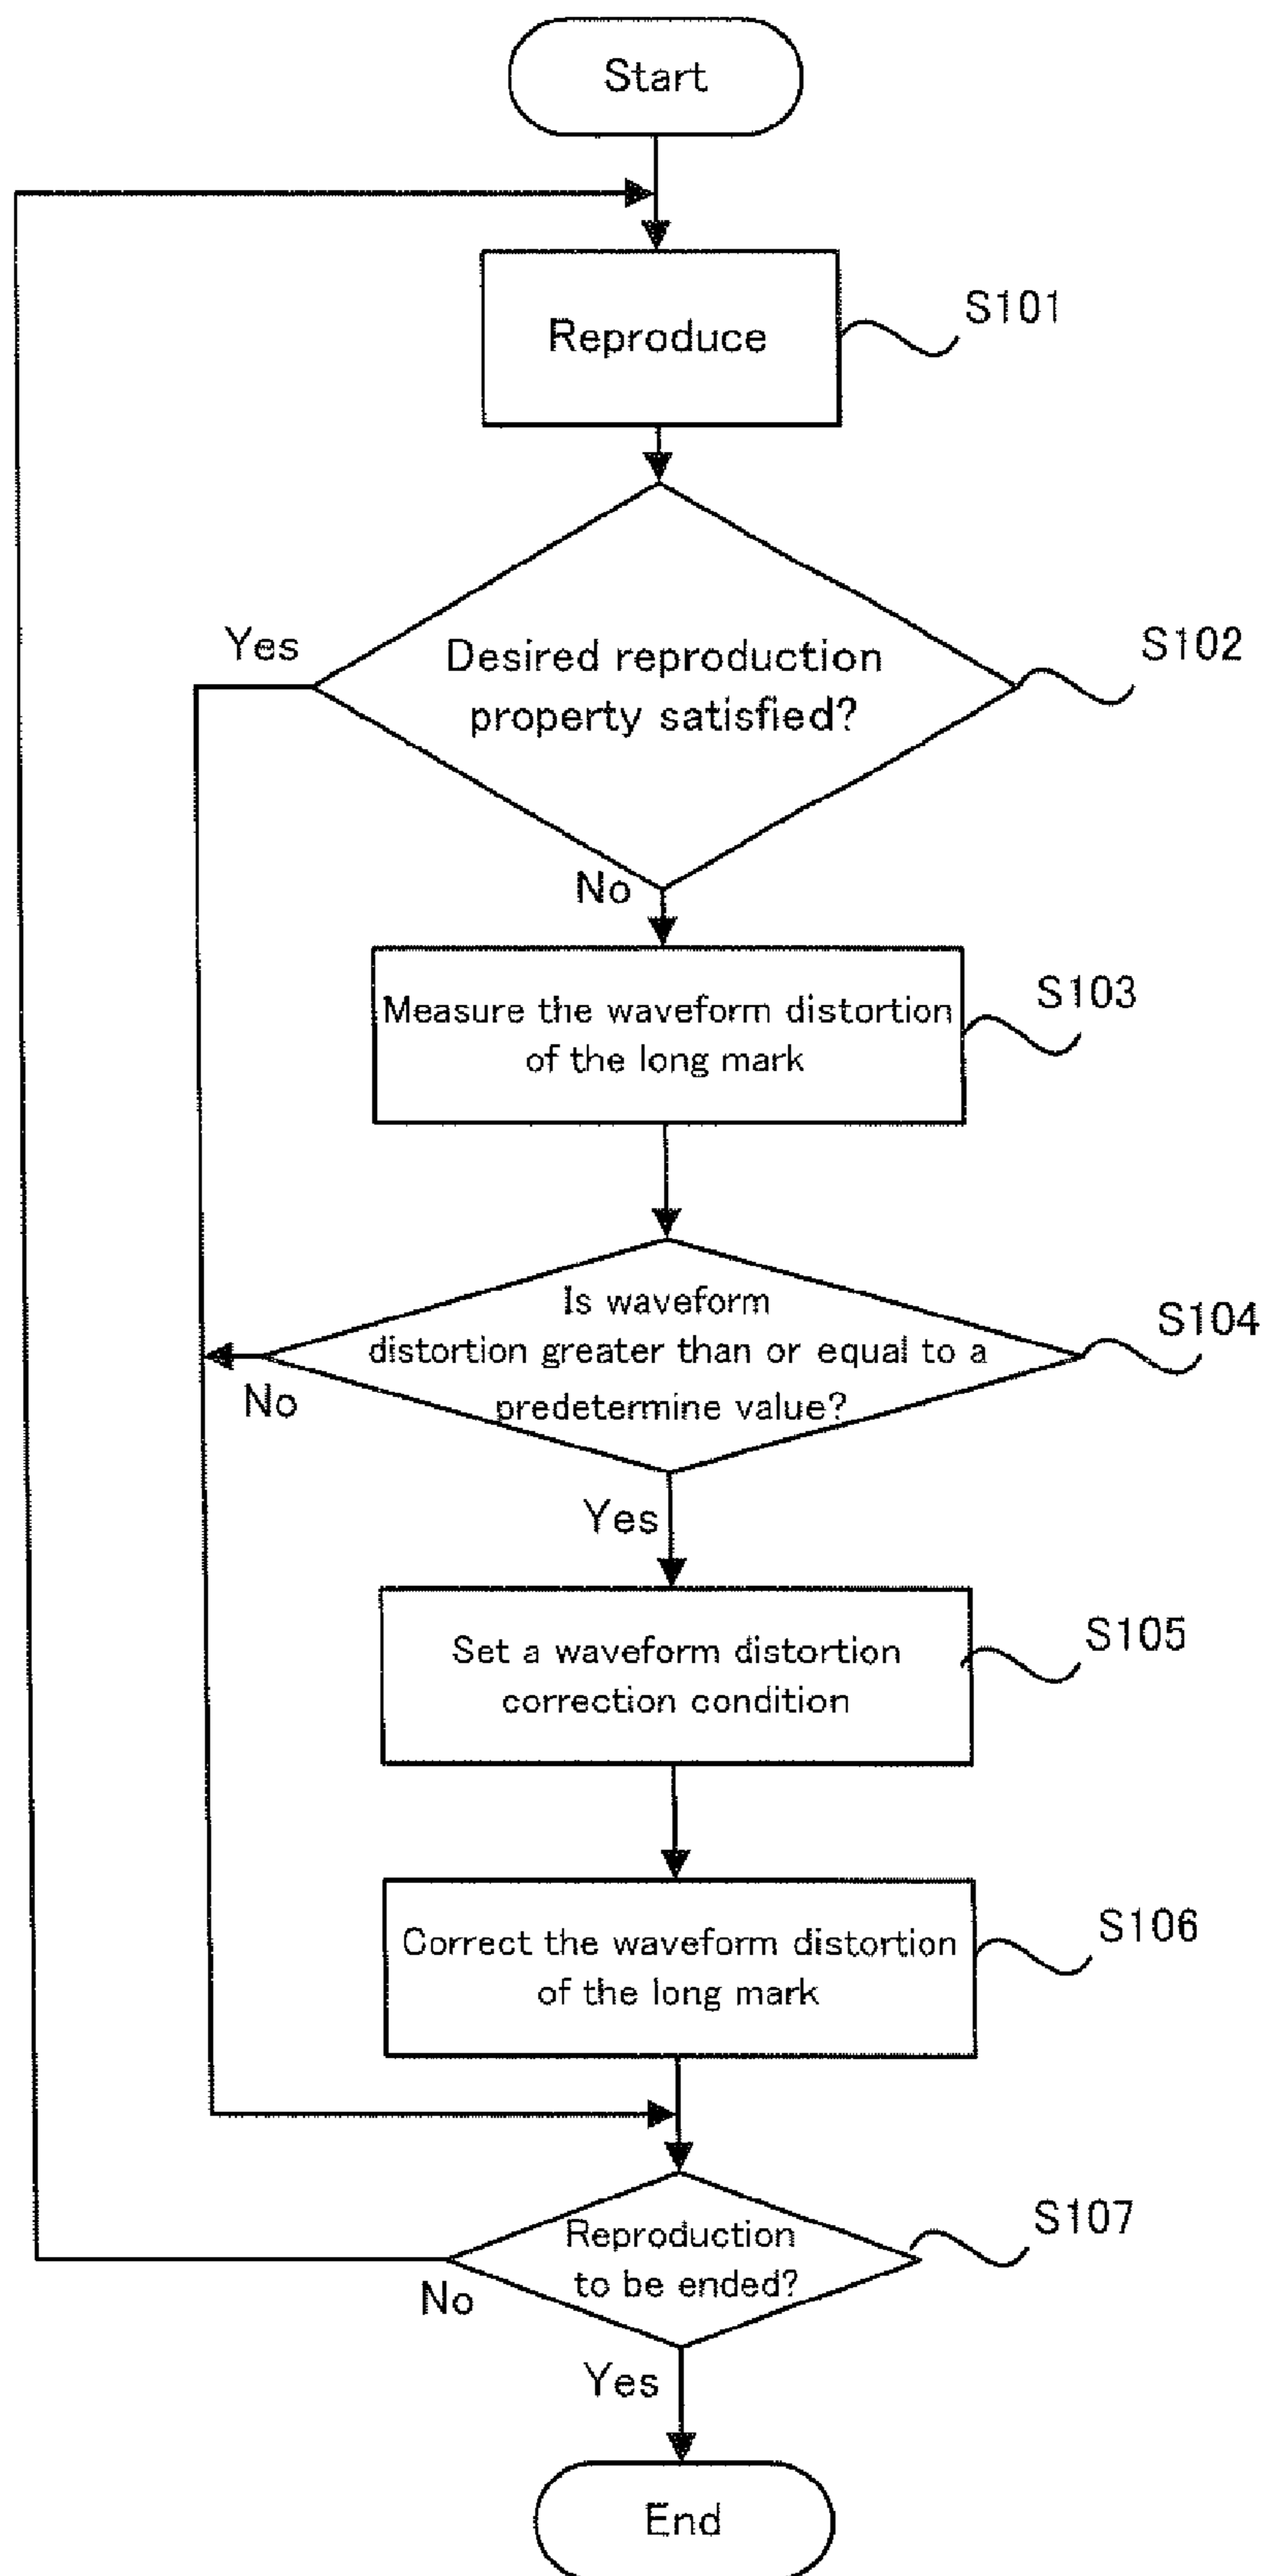 Start
Reproduce
S101
Yes
Desired reproduction
property satisfied?
S102
No
Measure the waveform distortion
of the long mark
S103
Is waveform
distortion greater than or equal to a
predetermine value?
S104
No
Yes
Set a waveform distortion
correction condition
S105
Correct the waveform distortion
of the long mark
S106
Reproduction
to be ended?
S107
No
Yes
End